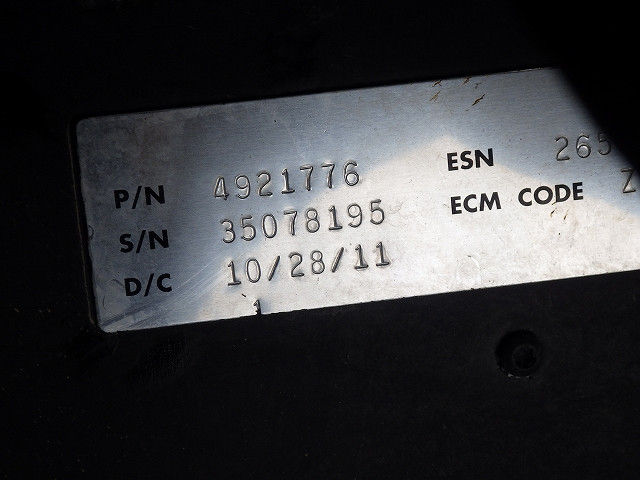 P/N 4921776
S/N 35078195
D/C 10/28/11
ESN 265
ECM CODE Z